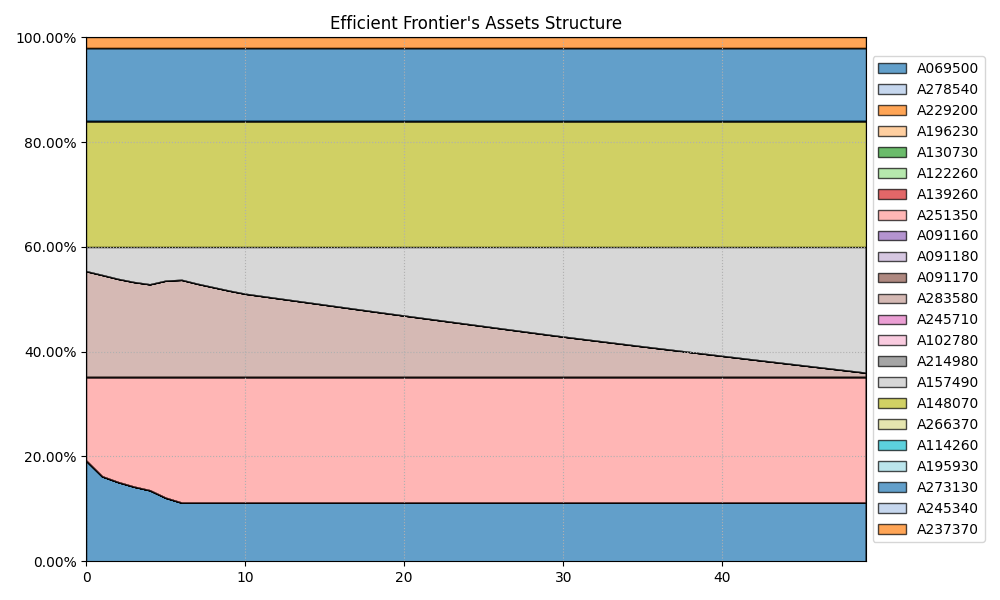 Efficient Frontier's Assets Structure
100.00%
80.00%
60.00%
40.00%
20.00%
0.00%
0
10
20
30
40
A069500
A278540
A229200
A196230
A130730
A122260
A139260
A251350
A091160
A091180
A091170
A283580
A245710
A102780
A214980
A157490
A148070
A266370
A114260
A195930
A273130
A245340
A237370